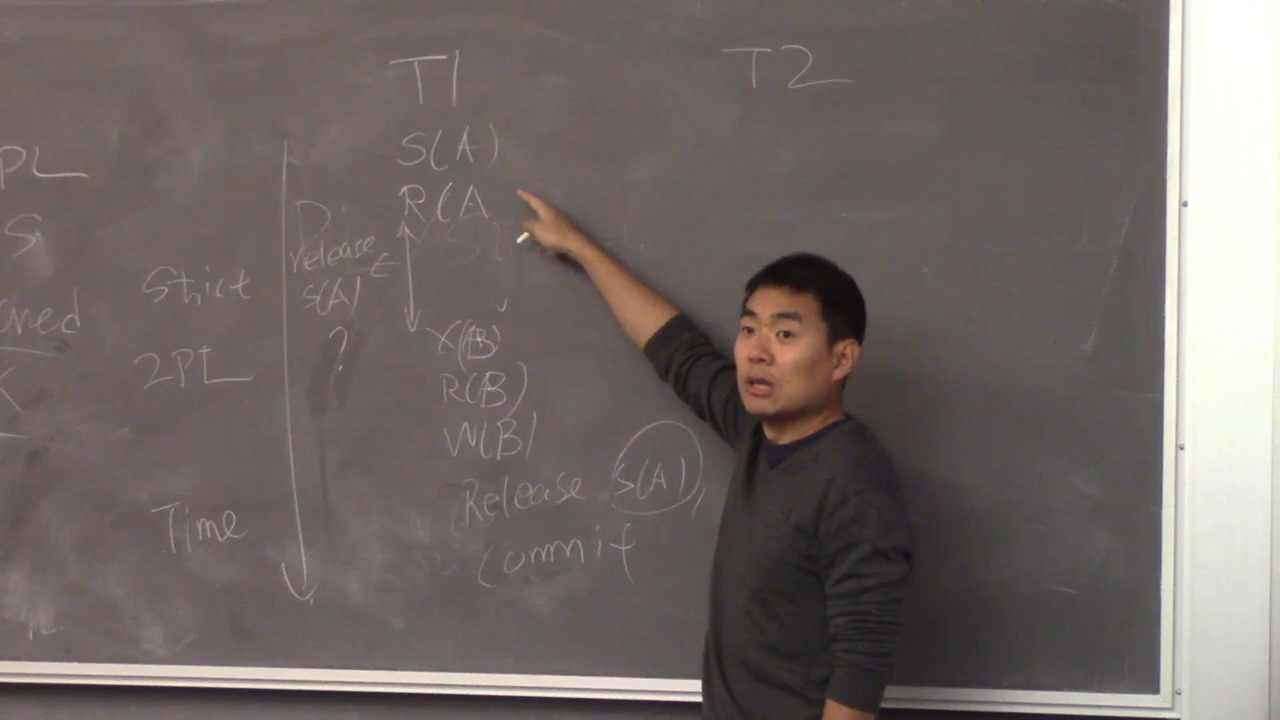 PL
S
Strict
2PL
Time
release
S(A)
?
T1
S(A)
R(A
X(B)
R(B)
W(B)
Release S(A),
Commit
T2